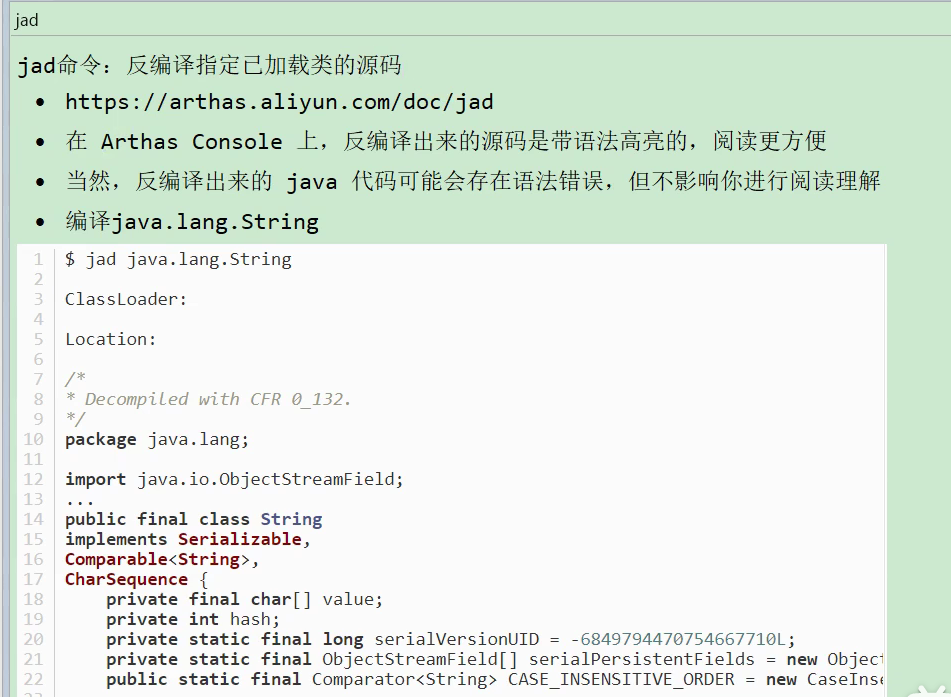 jad
jad命令: 反编译指定已加载类的源码
• https://arthas.aliyun.com/doc/jad
• 在 Arthas Console 上，反编译出来的源码是带语法高亮的，阅读更方便
• 当然，反编译出来的 java 代码可能会存在语法错误，但不影响你进行阅读理解
• 编译java.lang.String
1 $ jad java.lang.String
2
3 ClassLoader:
4
5 Location:
6
7 /*
8 * Decompiled with CFR 0_132.
9 */
10 package java.lang;
11
12 import java.io.ObjectStreamField;
13 ...
14 public final class String
15 implements Serializable,
16 Comparable<String>,
17 CharSequence {
18 private final char[] value;
19 private int hash;
20 private static final long serialVersionUID = -6849794470754667710L;
21 private static final ObjectStreamField[] serialPersistentFields = new Object
22 public static final Comparator<String> CASE_INSENSITIVE_ORDER = new CaseInse